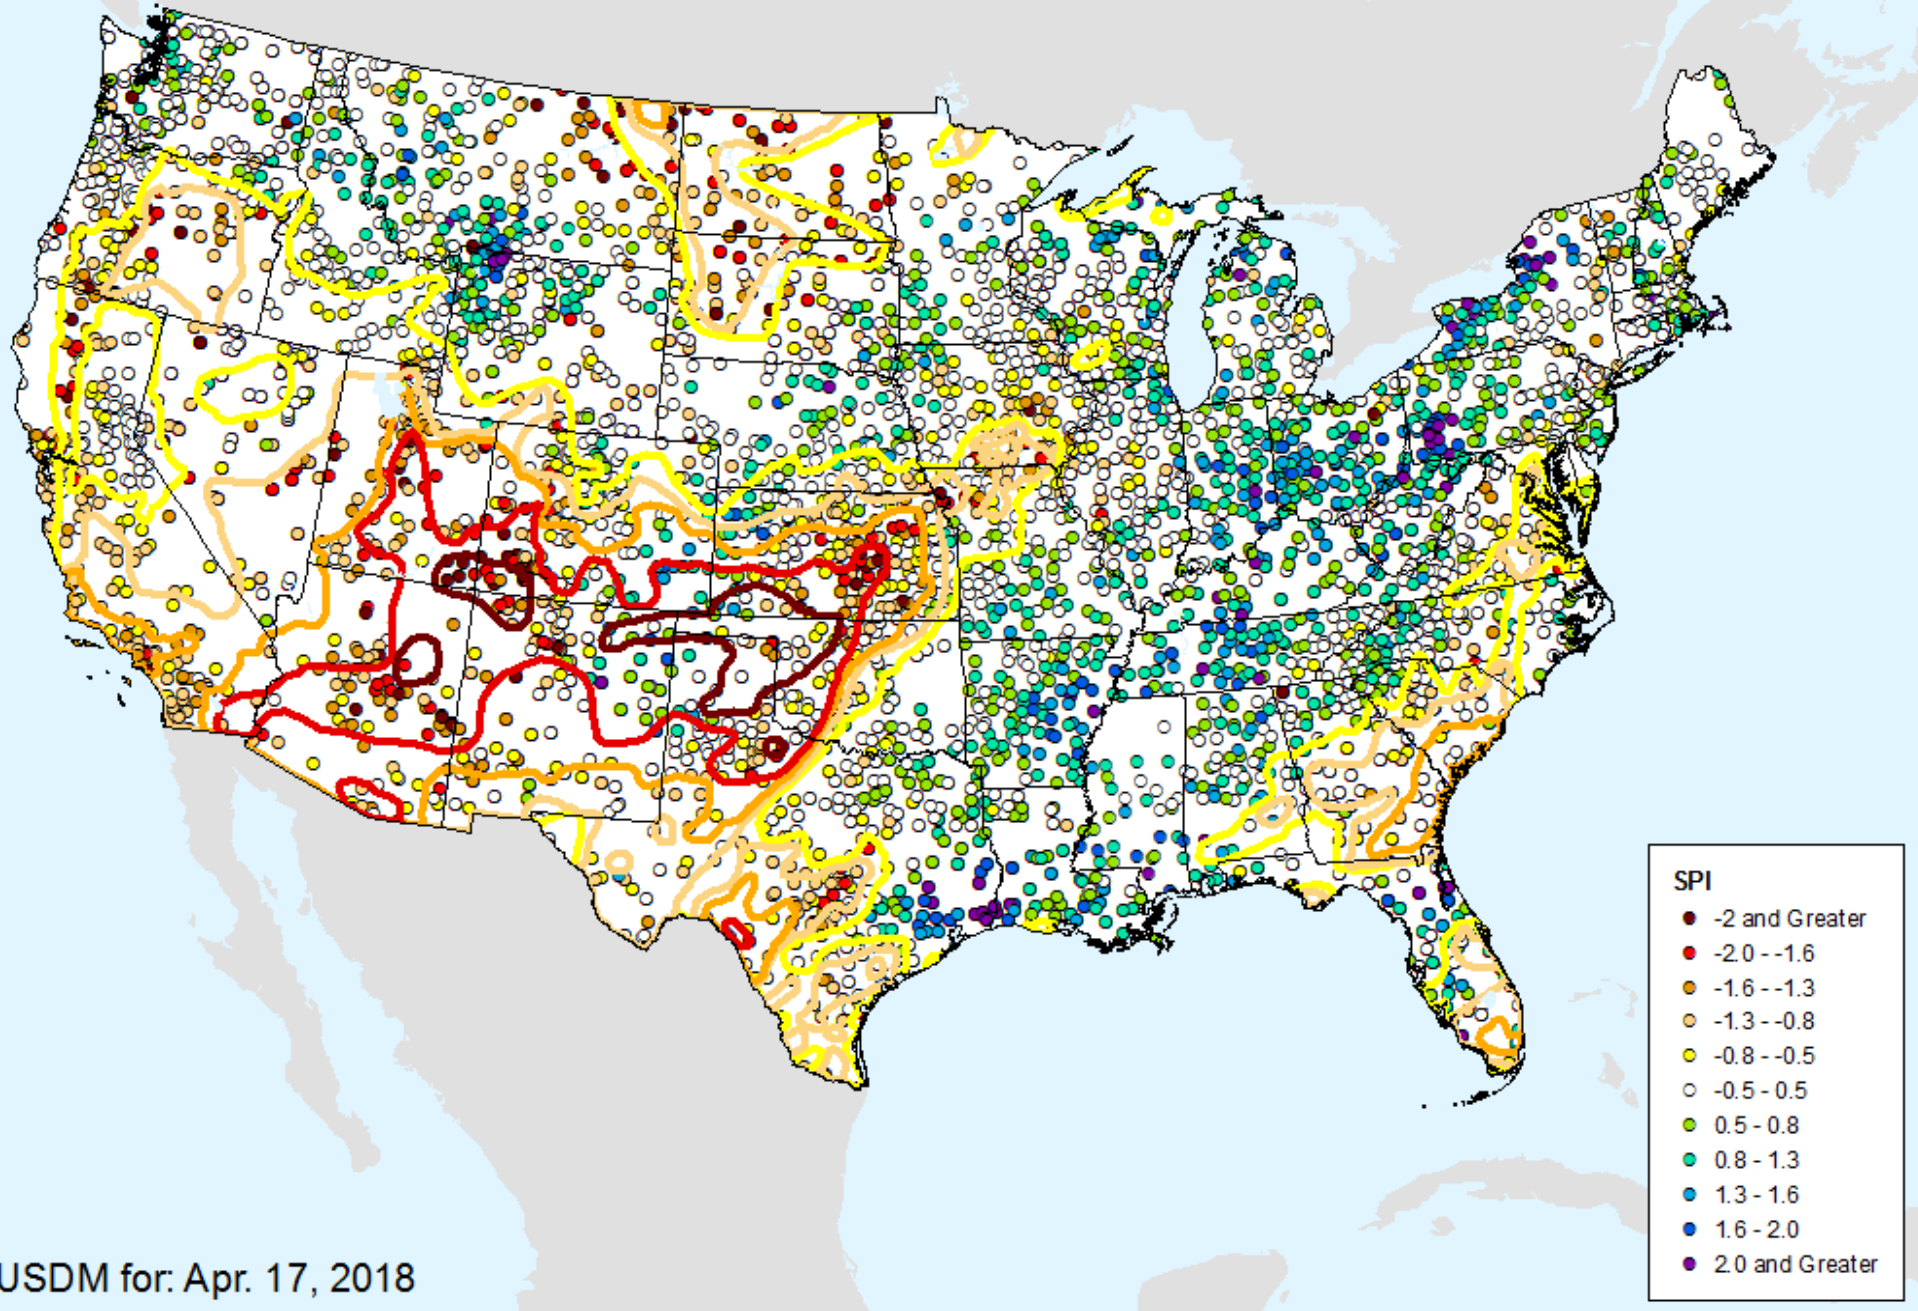 SPI
-2 and Greater
-2.0 - -1.6
-1.6 - -1.3
-1.3 - -0.8
-0.8 - -0.5
-0.5 - 0.5
0.5 - 0.8
0.8 - 1.3
1.3 - 1.6
1.6 - 2.0
2.0 and Greater
USDM for: Apr. 17, 2018